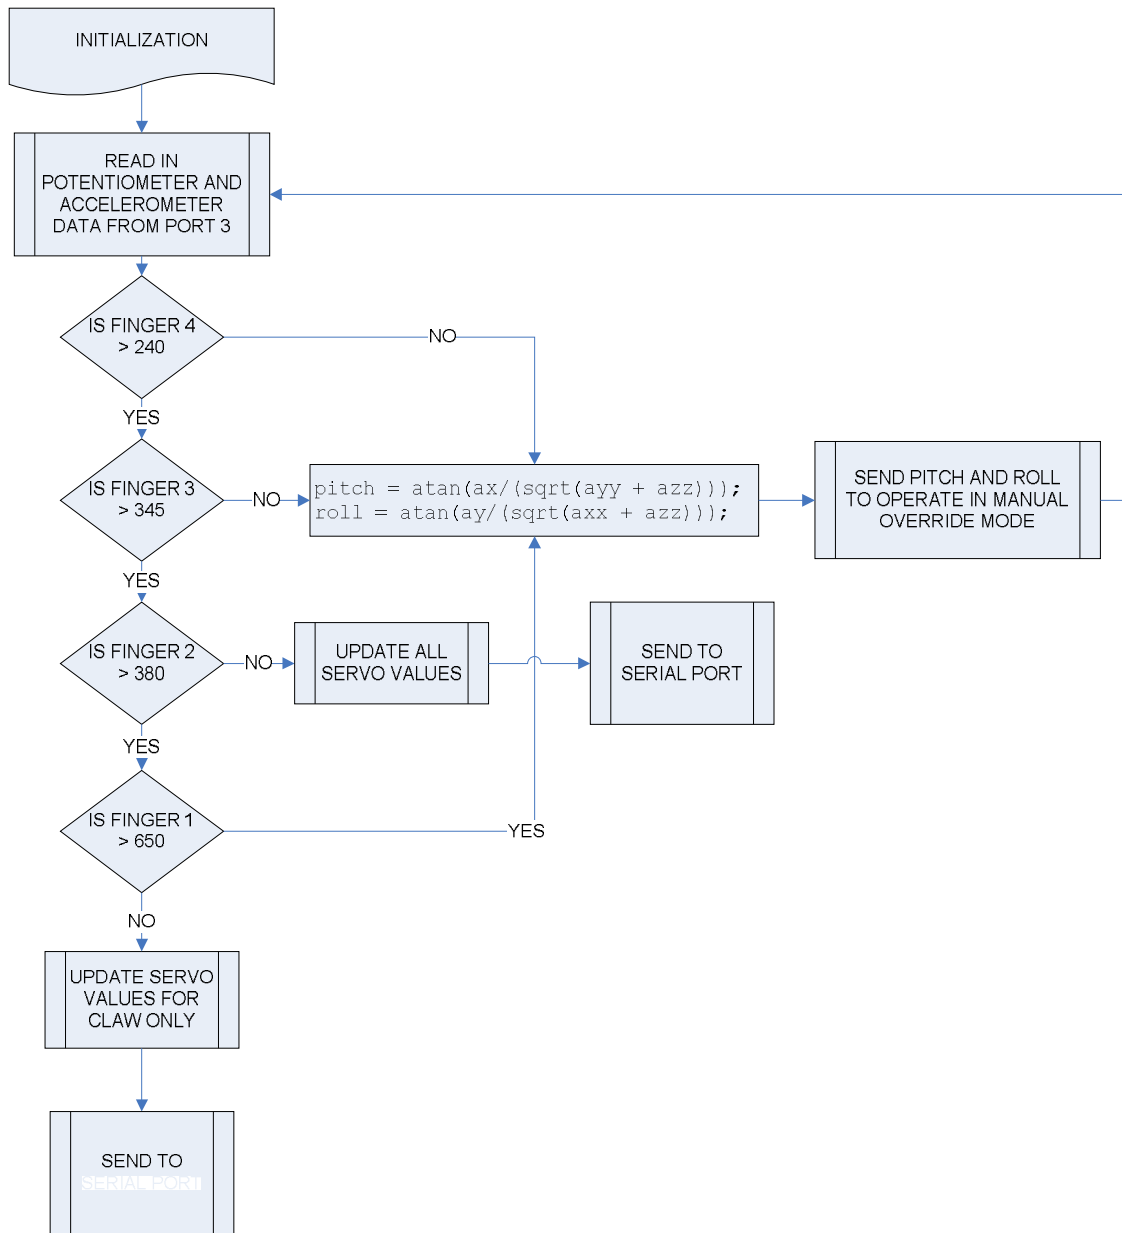 INITIALIZATION
READ IN
POTENTIOMETER AND
ACCELEROMETER
DATA FROM PORT 3
IS FINGER 4
> 240
NO
YES
IS FINGER 3
> 345
NO
pitch = atan(ax/(sqrt(ayy + azz)));
roll = atan(ay/(sqrt(axx + azz)));
SEND PITCH AND ROLL
TO OPERATE IN MANUAL
OVERRIDE MODE
YES
IS FINGER 2
> 380
NO
UPDATE ALL
SERVO VALUES
SEND TO
SERIAL PORT
YES
IS FINGER 1
> 650
YES
NO
UPDATE SERVO
VALUES FOR
CLAW ONLY
SEND TO
SERIAL PORT